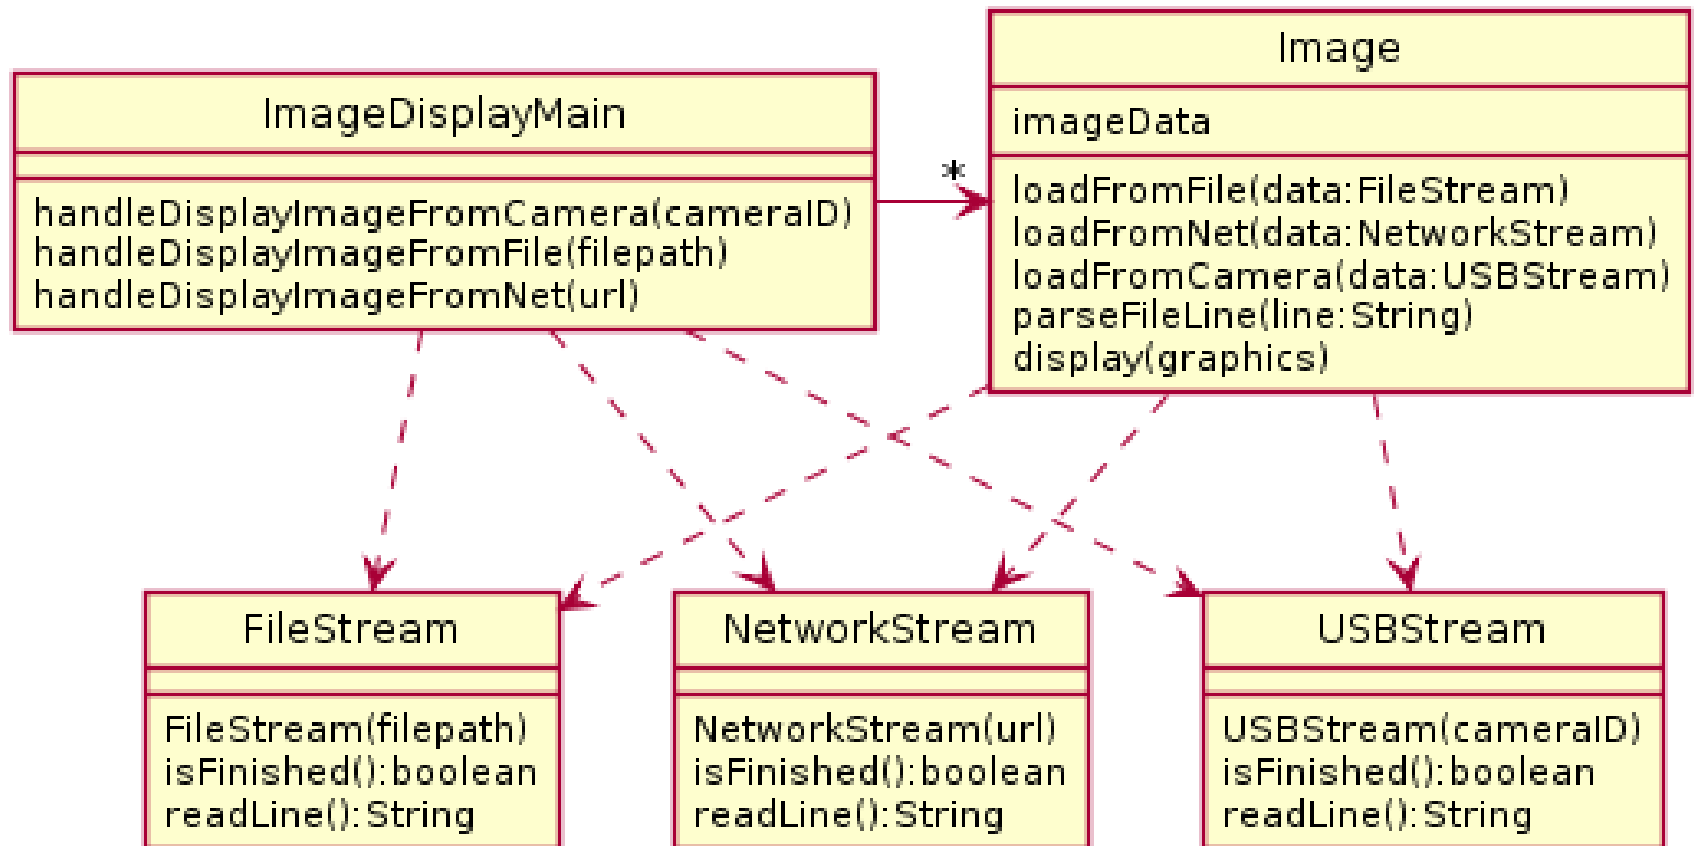 ImageDisplayMain
handleDisplayImageFromCamera(cameraID)
handleDisplayImageFromFile(filepath)
handleDisplayImageFromNet(url)
*
Image
imageData
loadFromFile(data:FileStream)
loadFromNet(data:NetworkStream)
loadFromCamera(data:USBStream)
parseFileLine(line:String)
display(graphics)
FileStream
FileStream(filepath)
isFinished():boolean
readLine():String
NetworkStream
NetworkStream(url)
isFinished():boolean
readLine():String
USBStream
USBStream(cameraID)
isFinished():boolean
readLine():String